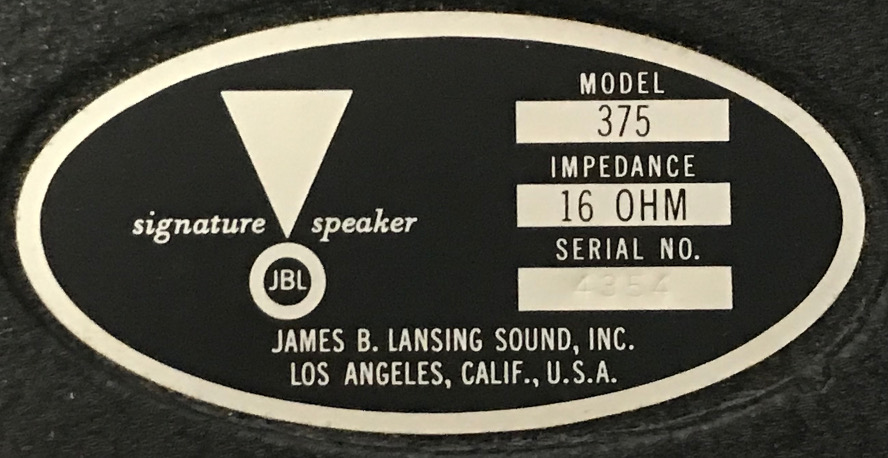 MODEL
375
IMPEDANCE
16 OHM
SERIAL NO.
4354
signature speaker
JBL
JAMES B. LANSING SOUND, INC.
LOS ANGELES, CALIF., U.S.A.